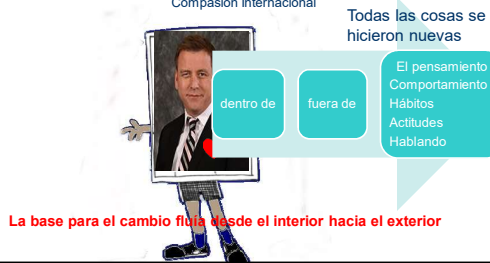 Compasión Internacional
Todas las cosas se
hicieron nuevas
dentro de
fuera de
El pensamiento
Comportamiento
Hábitos
Actitudes
Hablando
La base para el cambio fluía desde el interior hacia el exterior